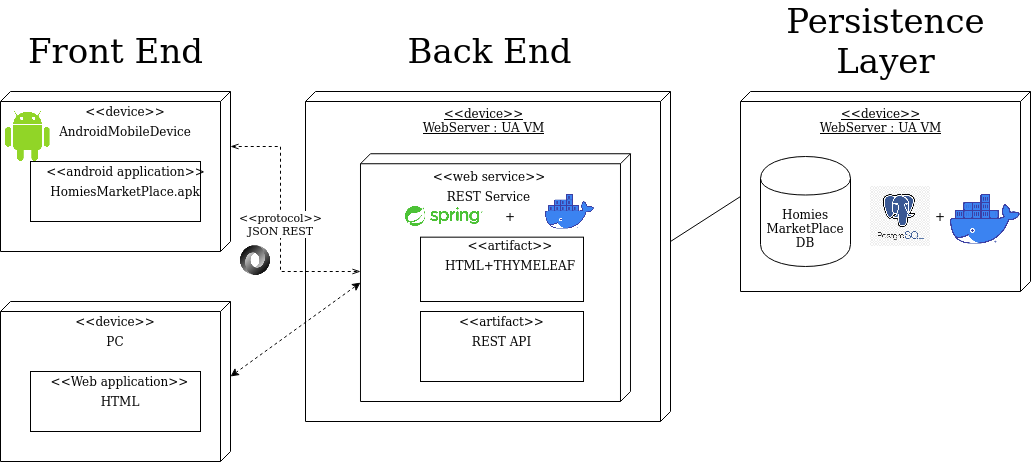 Front End
Back End
Persistence
Layer
<<device>>
AndroidMobileDevice
<<android application>>
HomiesMarketPlace.apk
<<protocol>>
JSON REST
<<device>>
PC
<<Web application>>
HTML
<<device>>
WebServer : UA VM
<<web service>>
REST Service
spring
+
<<artifact>>
HTML+THYMELEAF
<<artifact>>
REST API
<<device>>
WebServer : UA VM
Homies
MarketPlace
DB
PostgreSQL
+